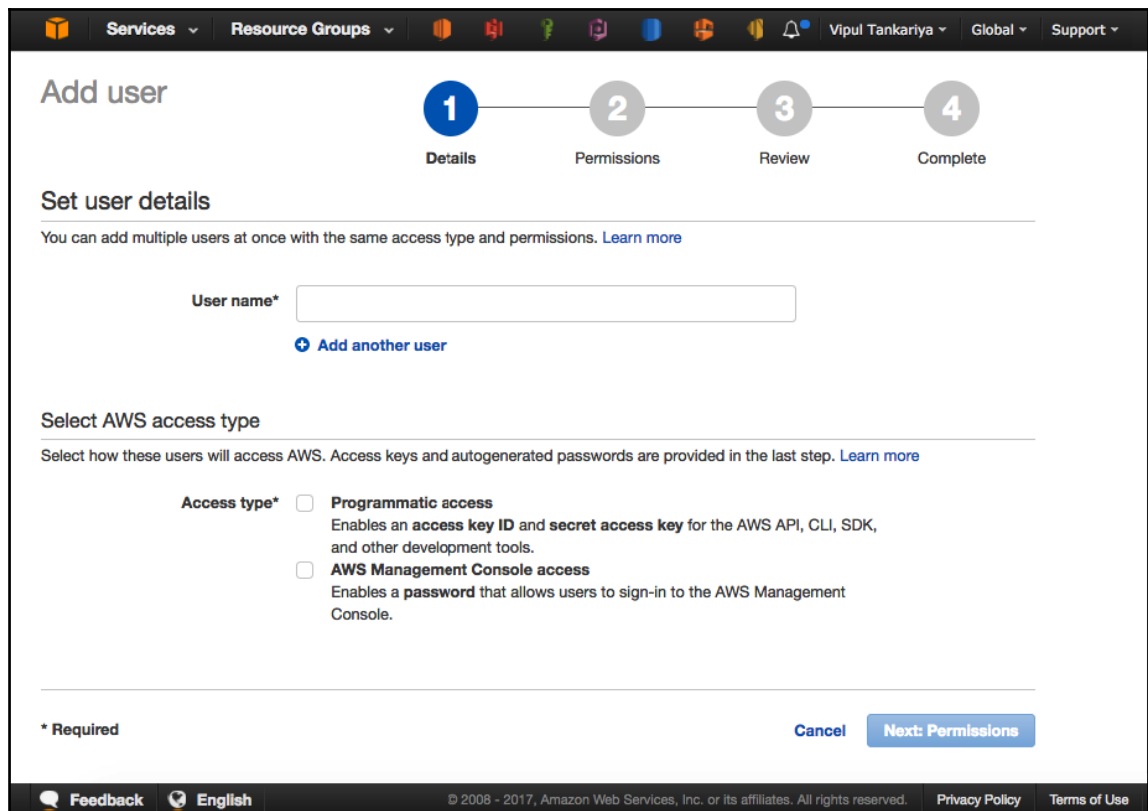 Services Resource Groups Vipul Tankariya Global Support
Add user
1 2 3 4
Details Permissions Review Complete
Set user details
You can add multiple users at once with the same access type and permissions. Learn more
User name*
Add another user
Select AWS access type
Select how these users will access AWS. Access keys and autogenerated passwords are provided in the last step. Learn more
Access type* Programmatic access
Enables an access key ID and secret access key for the AWS API, CLI, SDK,
and other development tools.
AWS Management Console access
Enables a password that allows users to sign-in to the AWS Management
Console.
* Required Cancel Next: Permissions
Feedback English © 2008 - 2017, Amazon Web Services, Inc. or its affiliates. All rights reserved. Privacy Policy Terms of Use